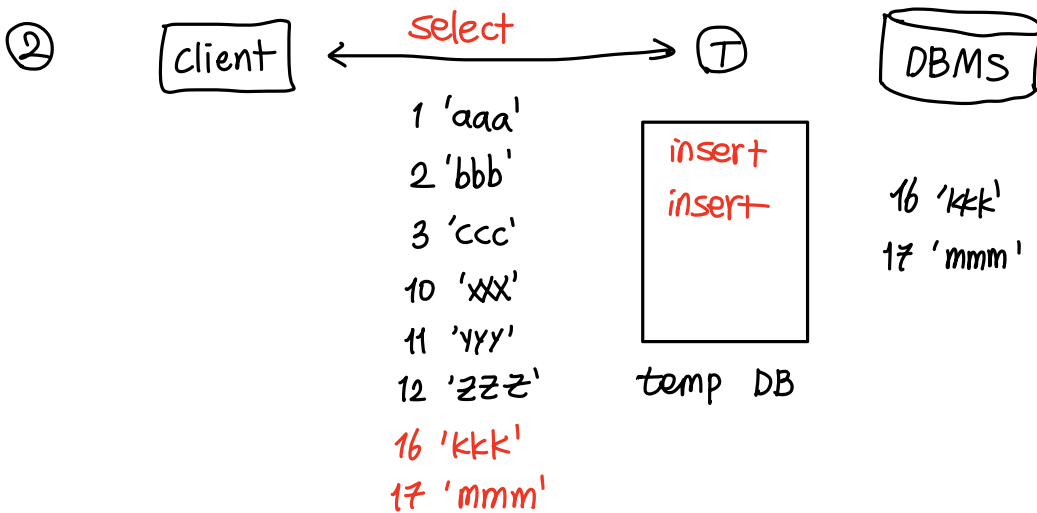 ② client select T DBMS
1 'aaa'
2 'bbb'
3 'ccc'
10 'xxx'
11 'yyy'
12 'zzz'
16 'kkk'
17 'mmm'
insert
insert
temp DB
16 'kkk'
17 'mmm'